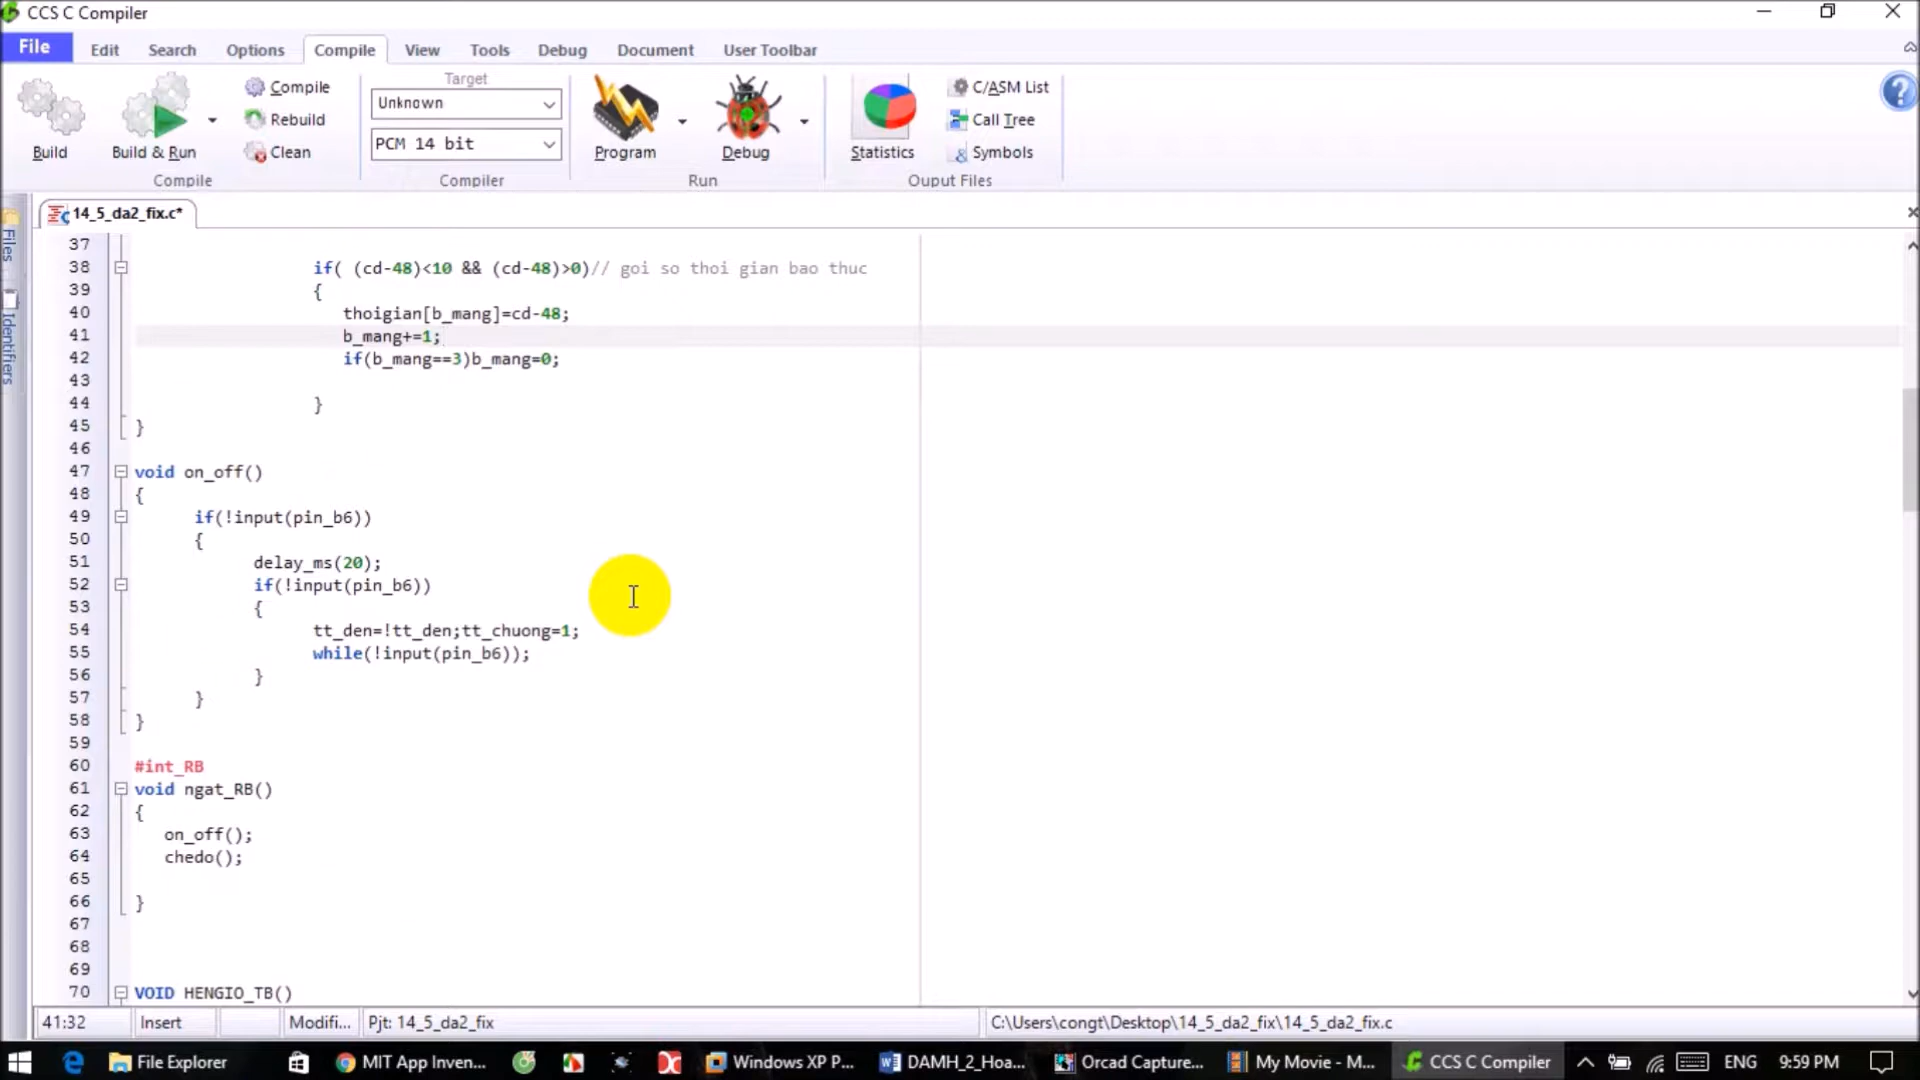 CCS C Compiler
File Edit Search Options Compile View Tools Debug Document User Toolbar
Build
Build & Run
Compile
Rebuild
Clean
Compile
Target
Unknown
PCM 14 bit
Compiler
Program
Debug
Run
Statistics
C/ASM List
Call Tree
Symbols
Ouput Files
14_5_da2_fix.c*
Files
Identifiers
37
38 if( (cd-48)<10 && (cd-48)>0)// goi so thoi gian bao thuc
39 {
40 thoigian[b_mang]=cd-48;
41 b_mang+=1;
42 if(b_mang==3)b_mang=0;
43
44 }
45 }
46
47 void on_off()
48 {
49 if(!input(pin_b6))
50 {
51 delay_ms(20);
52 if(!input(pin_b6))
53 {
54 tt_den=!tt_den;tt_chuong=1;
55 while(!input(pin_b6));
56 }
57 }
58 }
59
60 #int_RB
61 void ngat_RB()
62 {
63 on_off();
64 chedo();
65
66 }
67
68
69
70 VOID HENGIO_TB()
41:32 Insert Modifi... Pjt: 14_5_da2_fix C:\Users\congt\Desktop\14_5_da2_fix\14_5_da2_fix.c
File Explorer MIT App Inven... Windows XP P... DAMH_2_Hoa... Orcad Capture... My Movie - M... CCS C Compiler ENG 9:59 PM